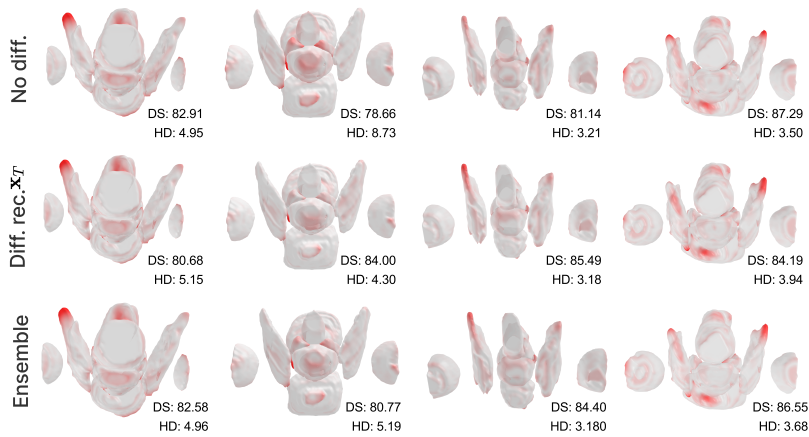 No diff.
DS: 82.91
HD: 4.95
DS: 78.66
HD: 8.73
DS: 81.14
HD: 3.21
DS: 87.29
HD: 3.50
Diff. rec. x_T
DS: 80.68
HD: 5.15
DS: 84.00
HD: 4.30
DS: 85.49
HD: 3.18
DS: 84.19
HD: 3.94
Ensemble
DS: 82.58
HD: 4.96
DS: 80.77
HD: 5.19
DS: 84.40
HD: 3.180
DS: 86.55
HD: 3.68